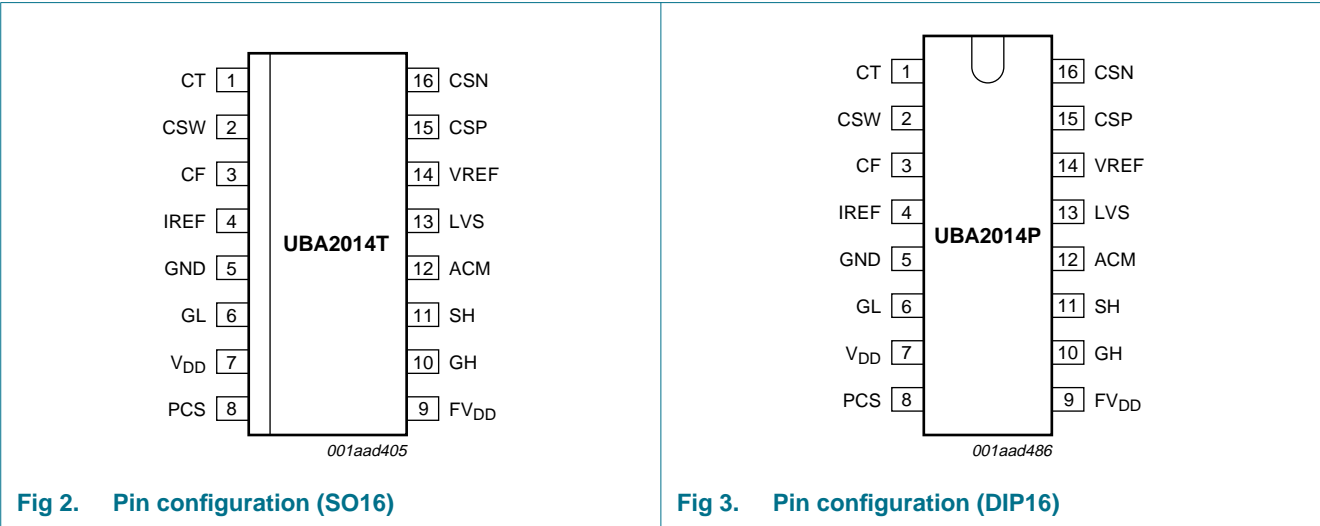 CT 1 16 CSN
CSW 2 15 CSP
CF 3 14 VREF
IREF 4 13 LVS
UBA2014T
GND 5 12 ACM
GL 6 11 SH
VDD 7 10 GH
PCS 8 9 FVDD
001aad405
Fig 2. Pin configuration (SO16)
CT 1 16 CSN
CSW 2 15 CSP
CF 3 14 VREF
IREF 4 13 LVS
UBA2014P
GND 5 12 ACM
GL 6 11 SH
VDD 7 10 GH
PCS 8 9 FVDD
001aad486
Fig 3. Pin configuration (DIP16)